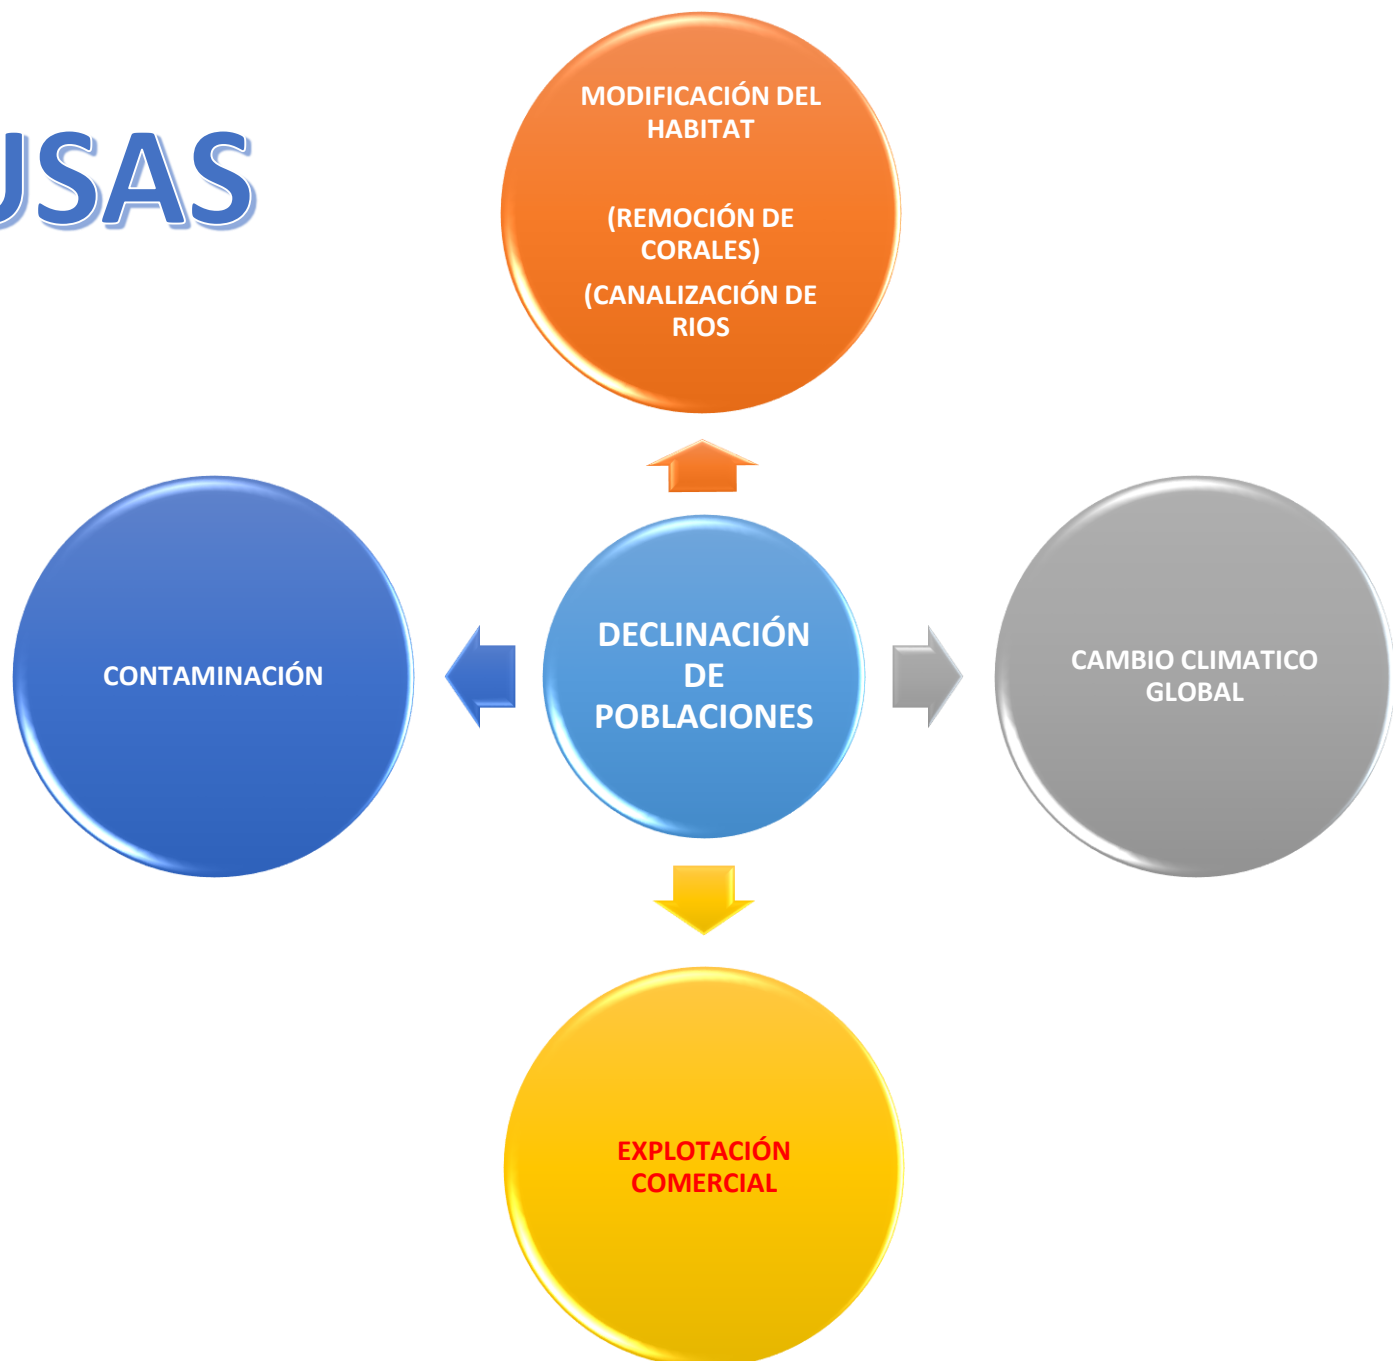 USAS
MODIFICACIÓN DEL
HABITAT
(REMOCIÓN DE
CORALES)
(CANALIZACIÓN DE
RIOS
CONTAMINACIÓN
DECLINACIÓN
DE
POBLACIONES
CAMBIO CLIMATICO
GLOBAL
EXPLOTACIÓN
COMERCIAL